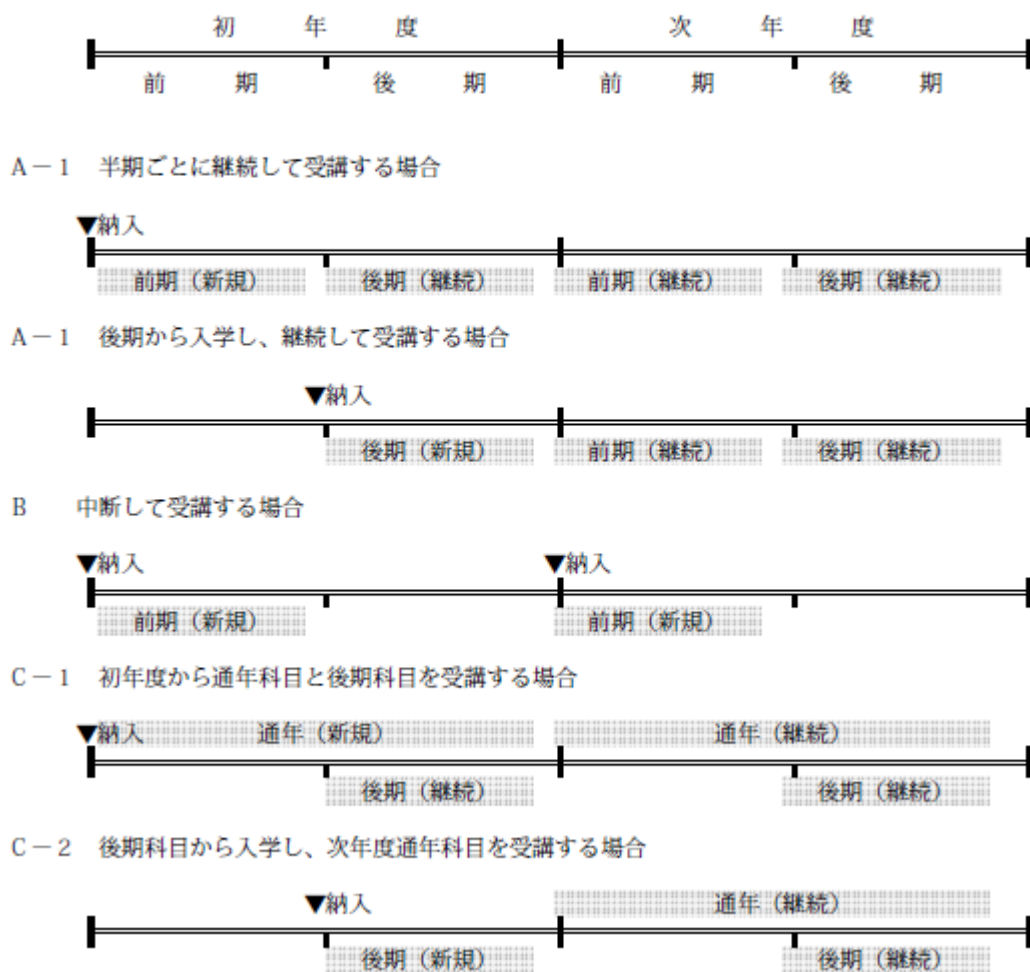 初年度 次年度
前期 後期 前期 後期
A－1 半期ごとに継続して受講する場合
▼納入
前期（新規） 後期（継続） 前期（継続） 後期（継続）
A－1 後期から入学し、継続して受講する場合
▼納入
後期（新規） 前期（継続） 後期（継続）
B 中断して受講する場合
▼納入 ▼納入
前期（新規） 前期（新規）
C－1 初年度から通年科目と後期科目を受講する場合
▼納入 通年（新規） 通年（継続）
後期（継続） 後期（継続）
C－2 後期科目から入学し、次年度通年科目を受講する場合
▼納入 通年（継続）
後期（新規） 後期（継続）